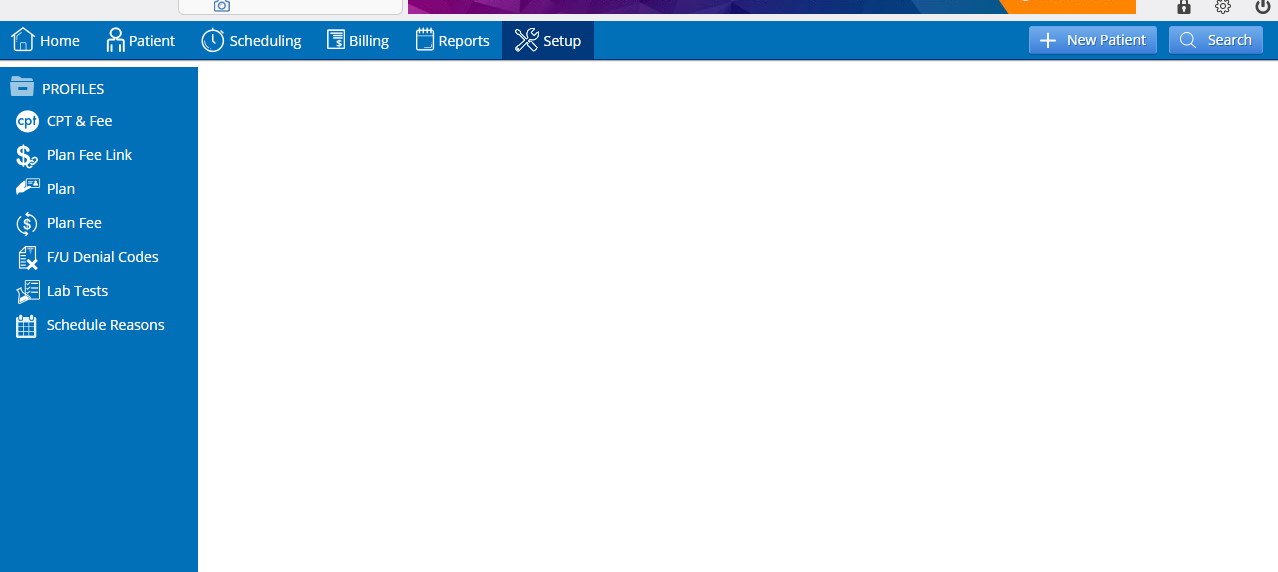 Home Patient Scheduling Billing Reports Setup New Patient Search
PROFILES
cpt CPT & Fee
$ Plan Fee Link
Plan
$ Plan Fee
F/U Denial Codes
Lab Tests
Schedule Reasons